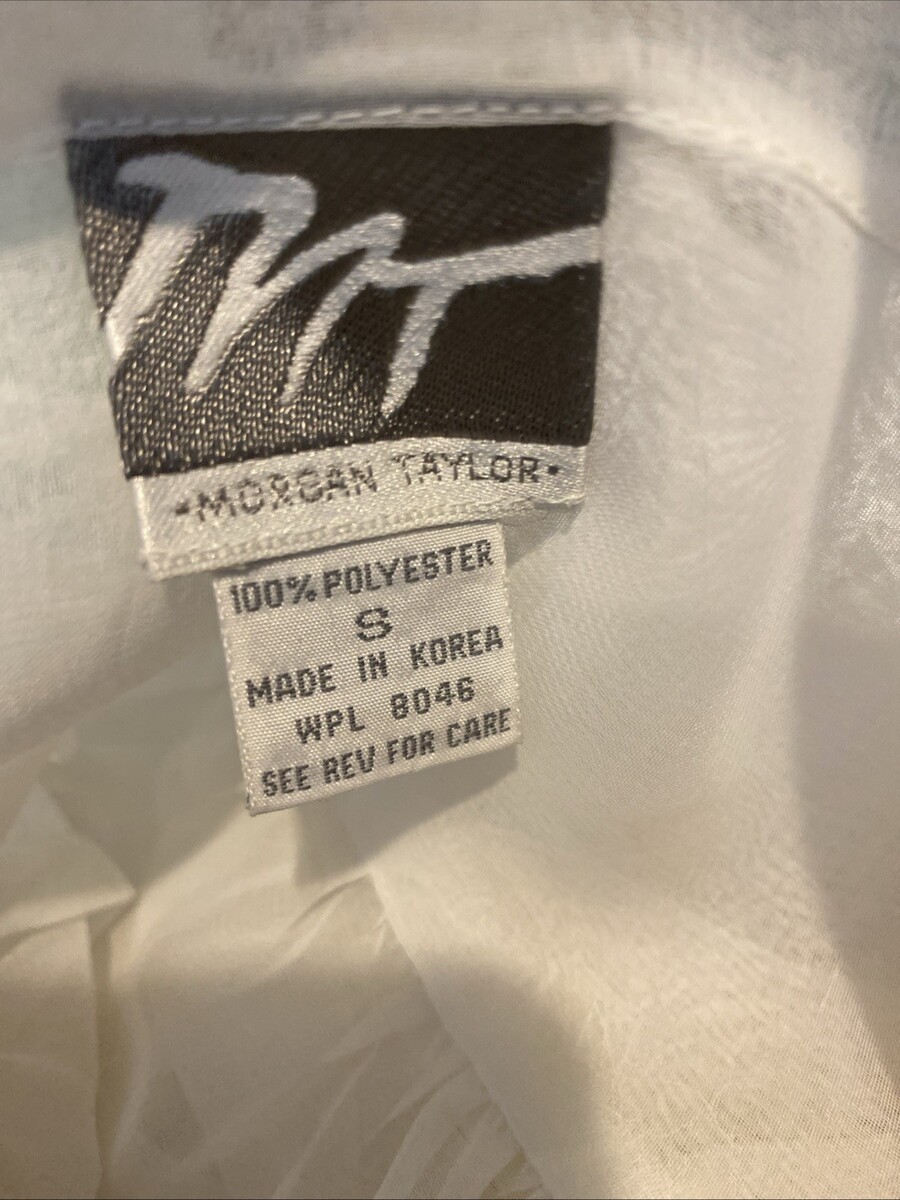 MT
•MORGAN TAYLOR•
100% POLYESTER
S
MADE IN KOREA
WPL 8046
SEE REV FOR CARE